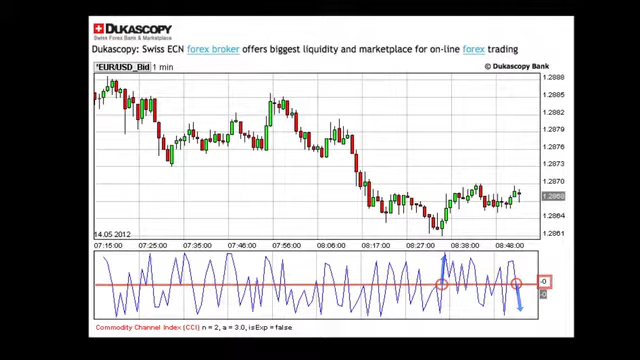 DUKASCOPY
Swiss Forex Bank & Marketplace
Dukascopy: Swiss ECN forex broker offers biggest liquidity and marketplace for on-line forex trading
*EUR/USD_Bid 1 min
© Dukascopy Bank
1.2888
1.2885
1.2882
1.2879
1.2876
1.2873
1.2870
1.2868
1.2864
1.2861
14.05 2012
07:15:00 07:25:00 07:35:00 07:46:00 07:56:00 08:06:00 08:17:00 08:27:00 08:38:00 08:48:00
-0
Commodity Channel Index (CCI) n = 2, a = 3.0, isExp = false